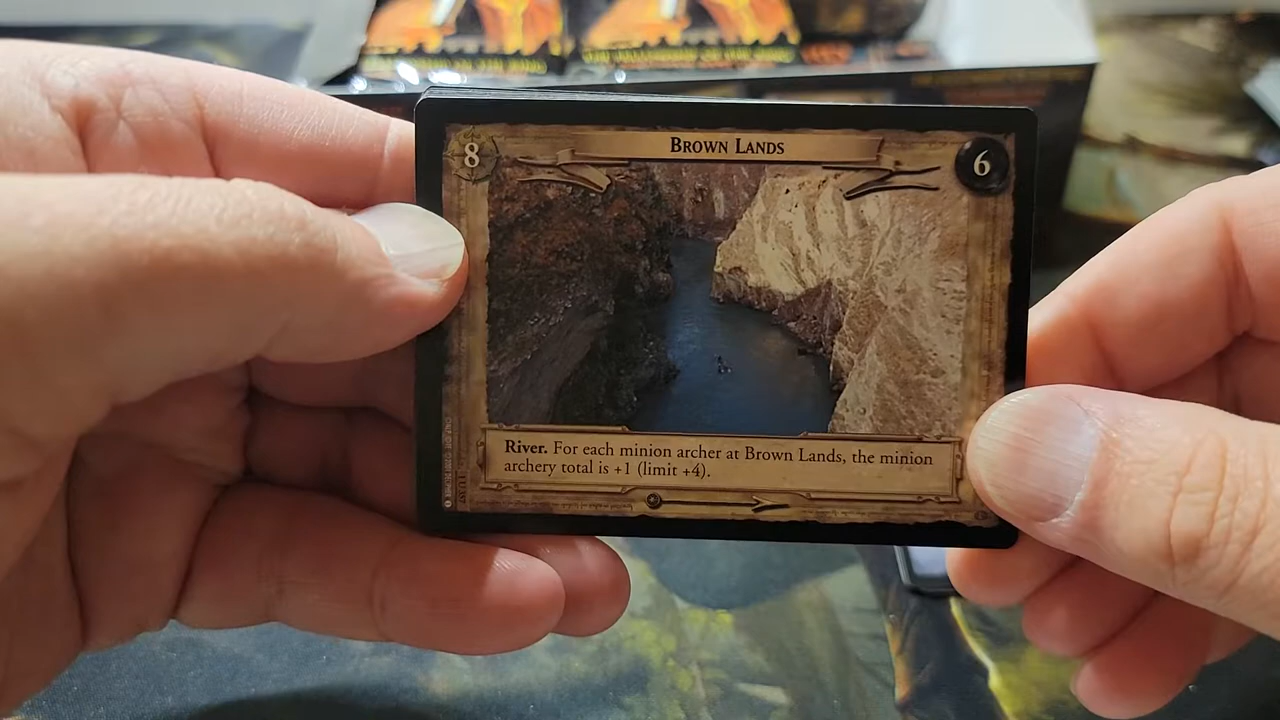 8
BROWN LANDS
6
River. For each minion archer at Brown Lands, the minion
archery total is +1 (limit +4).